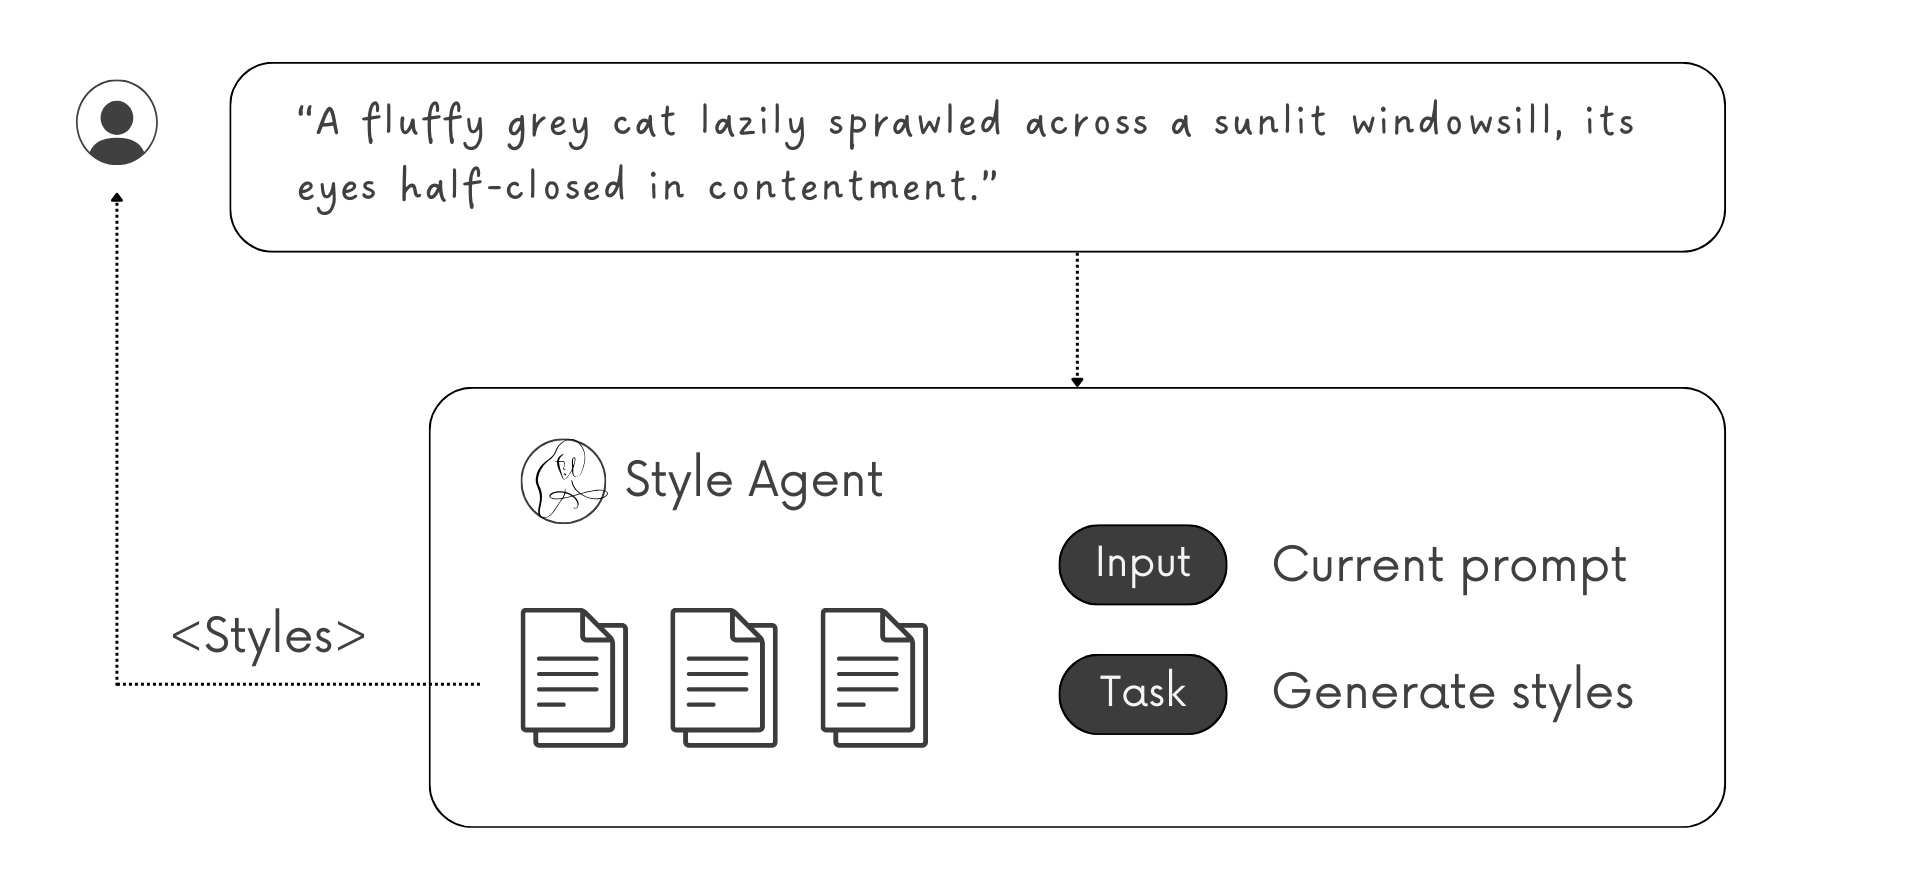 “A fluffy grey cat lazily sprawled across a sunlit windowsill, its
eyes half-closed in contentment.”
Style Agent
Input
Current prompt
<Styles>
Task
Generate styles